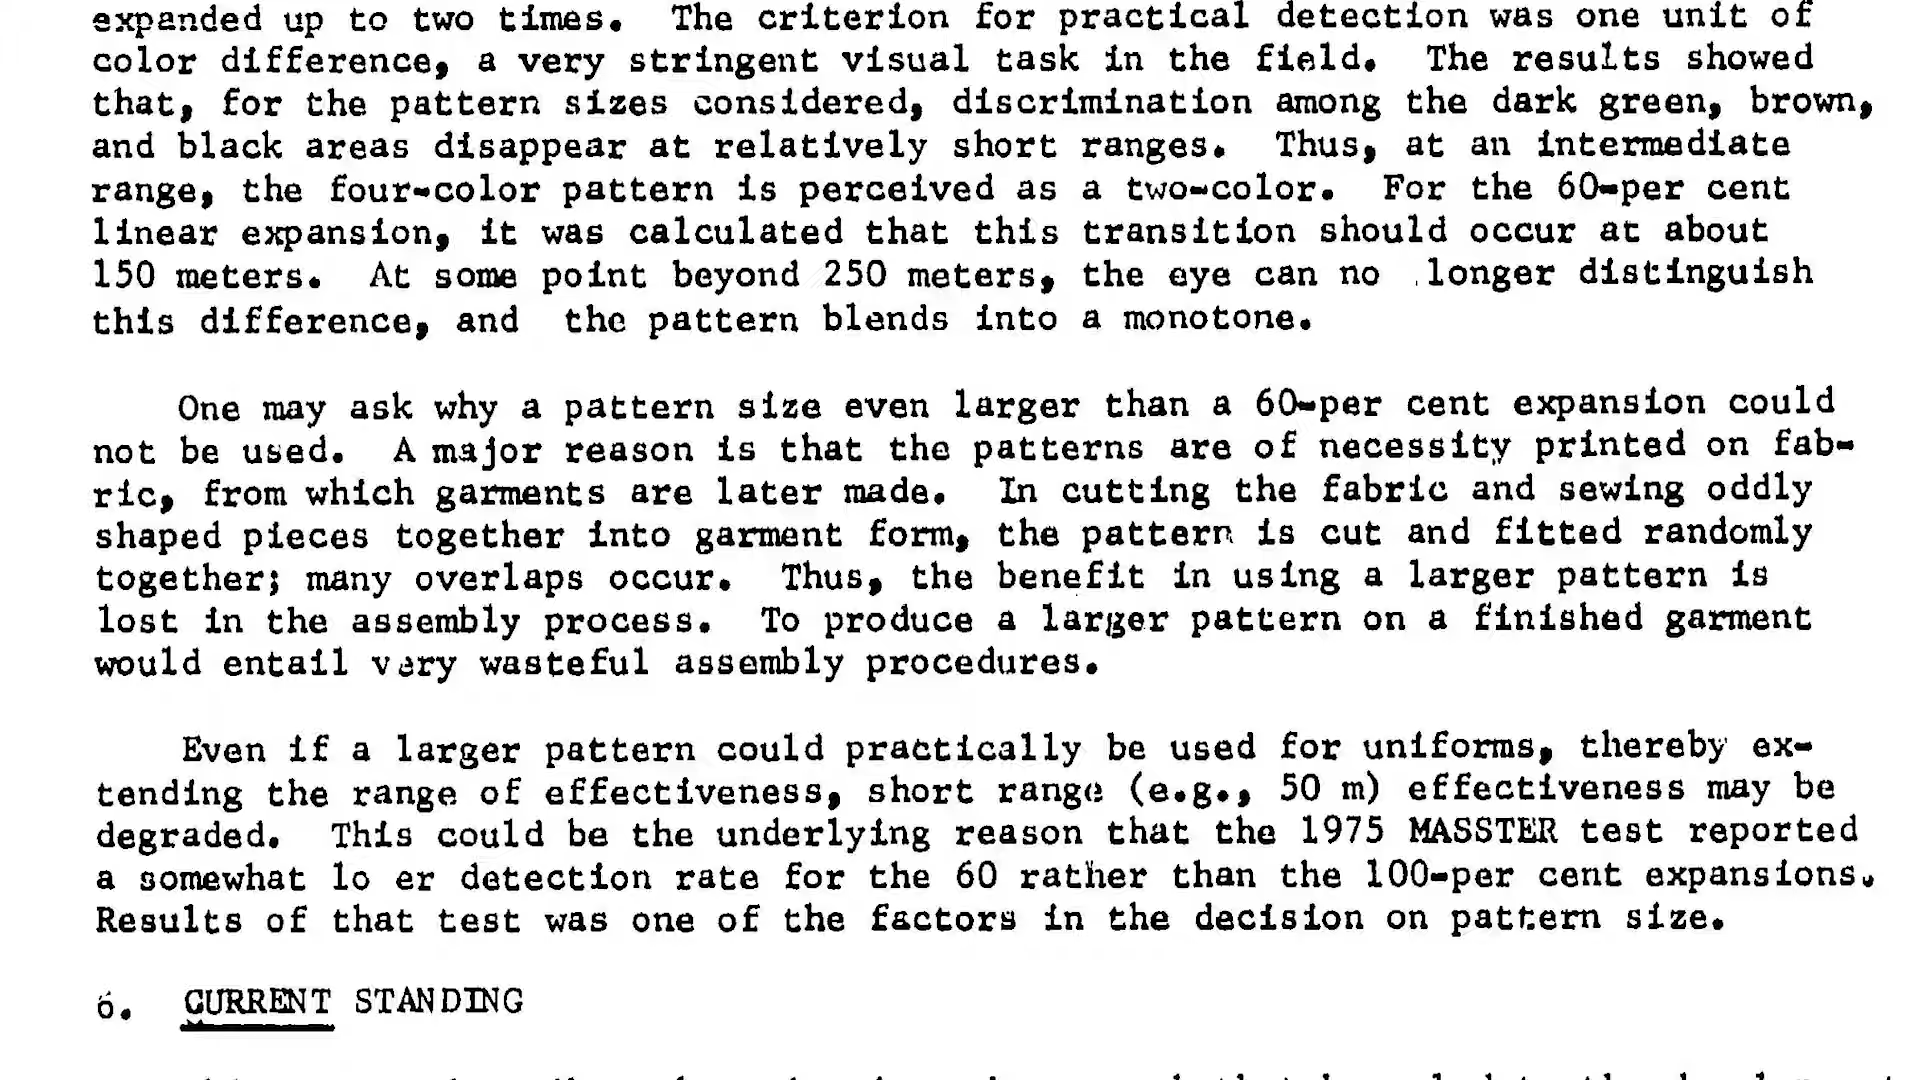 expanded up to two times. The criterion for practical detection was one unit of
color difference, a very stringent visual task in the field. The results showed
that, for the pattern sizes considered, discrimination among the dark green, brown,
and black areas disappear at relatively short ranges. Thus, at an intermediate
range, the four-color pattern is perceived as a two-color. For the 60-per cent
linear expansion, it was calculated that this transition should occur at about
150 meters. At some point beyond 250 meters, the eye can no longer distinguish
this difference, and the pattern blends into a monotone.
One may ask why a pattern size even larger than a 60-per cent expansion could
not be used. A major reason is that the patterns are of necessity printed on fab-
ric, from which garments are later made. In cutting the fabric and sewing oddly
shaped pieces together into garment form, the pattern is cut and fitted randomly
together; many overlaps occur. Thus, the benefit in using a larger pattern is
lost in the assembly process. To produce a larger pattern on a finished garment
would entail very wasteful assembly procedures.
Even if a larger pattern could practically be used for uniforms, thereby ex-
tending the range of effectiveness, short range (e.g., 50 m) effectiveness may be
degraded. This could be the underlying reason that the 1975 MASSTER test reported
a somewhat lo er detection rate for the 60 rather than the 100-per cent expansions.
Results of that test was one of the factors in the decision on pattern size.
6. CURRENT STANDING